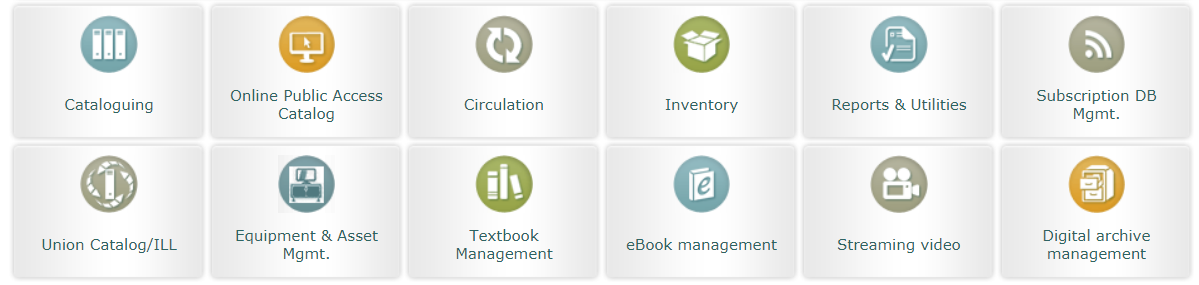 Cataloguing
Online Public Access
Catalog
Circulation
Inventory
Reports & Utilities
Subscription DB
Mgmt.
Union Catalog/ILL
Equipment & Asset
Mgmt.
Textbook
Management
eBook management
Streaming video
Digital archive
management